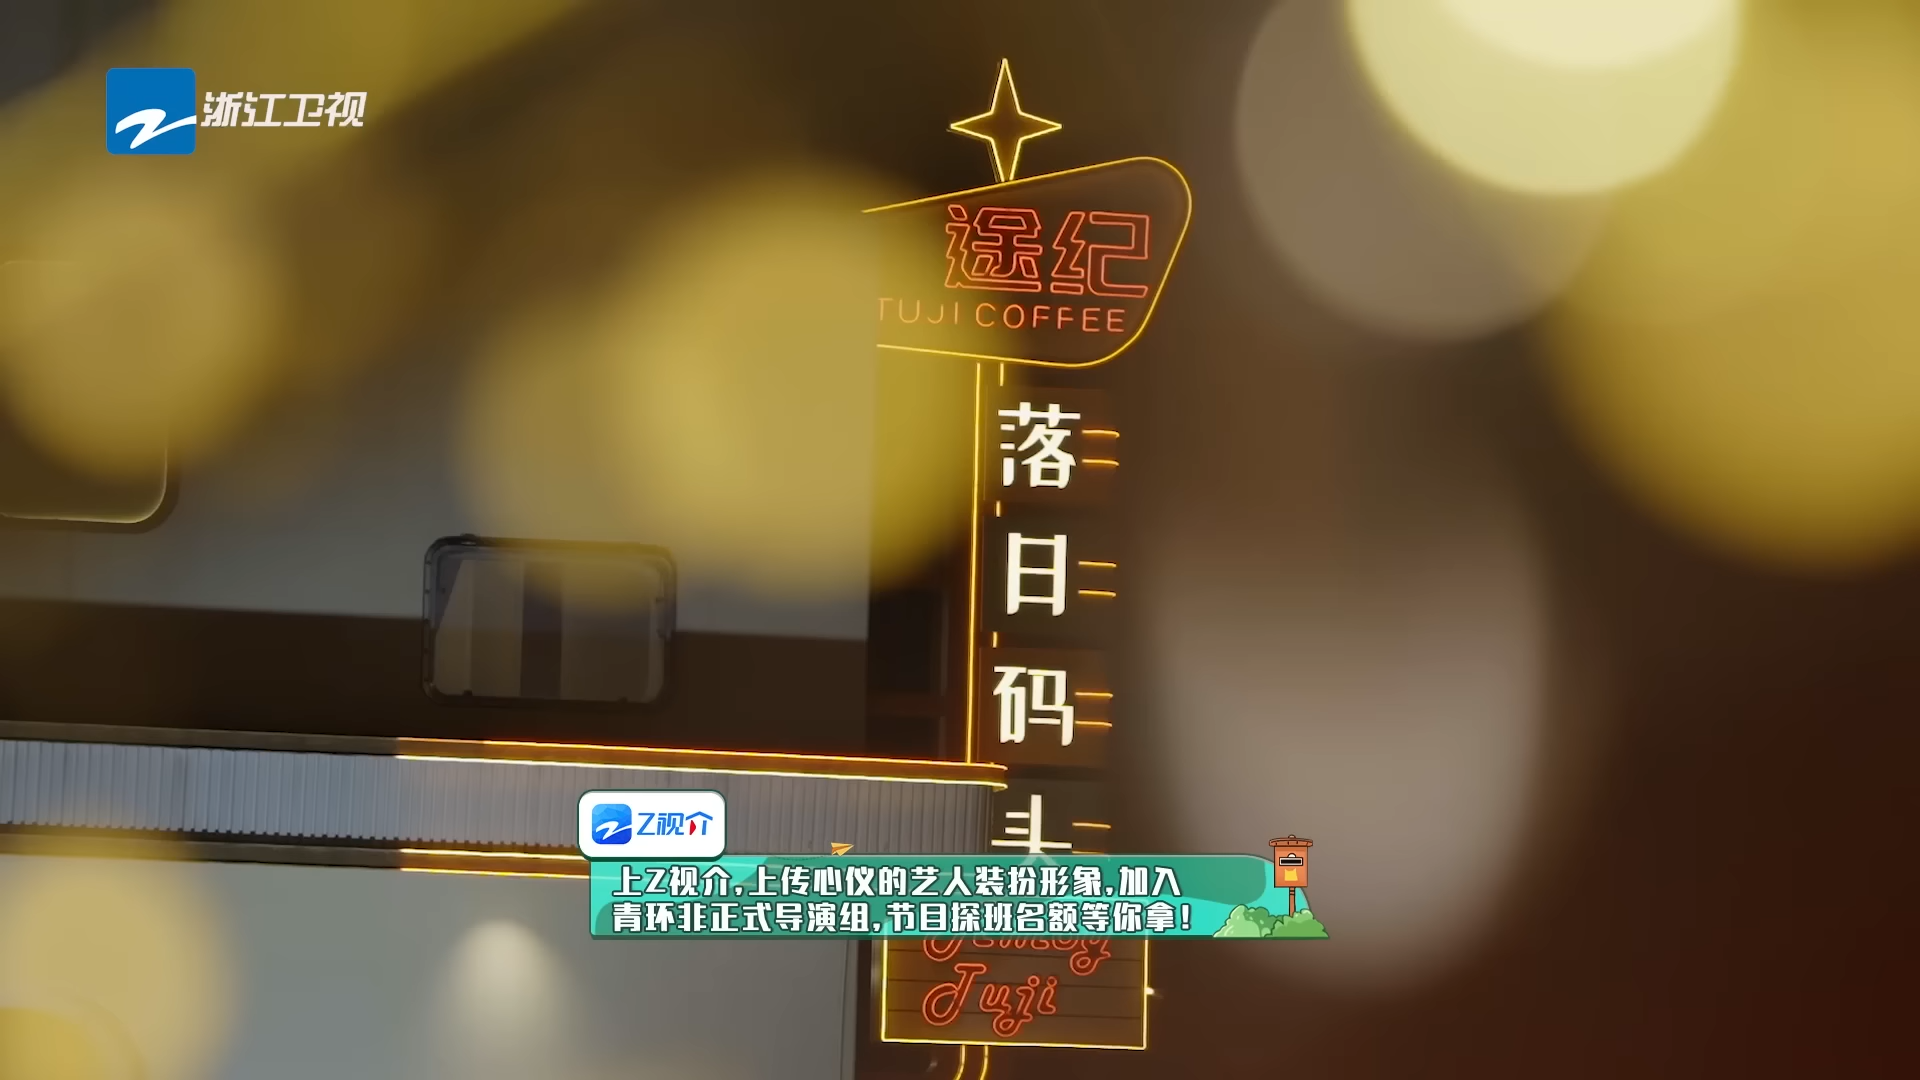 浙江卫视
途纪
TUJI COFFEE
落
日
码
头
Z视介
上Z视介,上传心仪的艺人装扮形象,加入
青环非正式导演组,节目探班名额等你拿!
Tuji